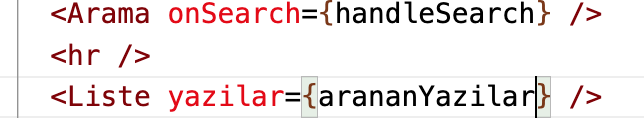 <Arama onSearch={handleSearch} />
<hr />
<Liste yazilar={arananYazilar} />